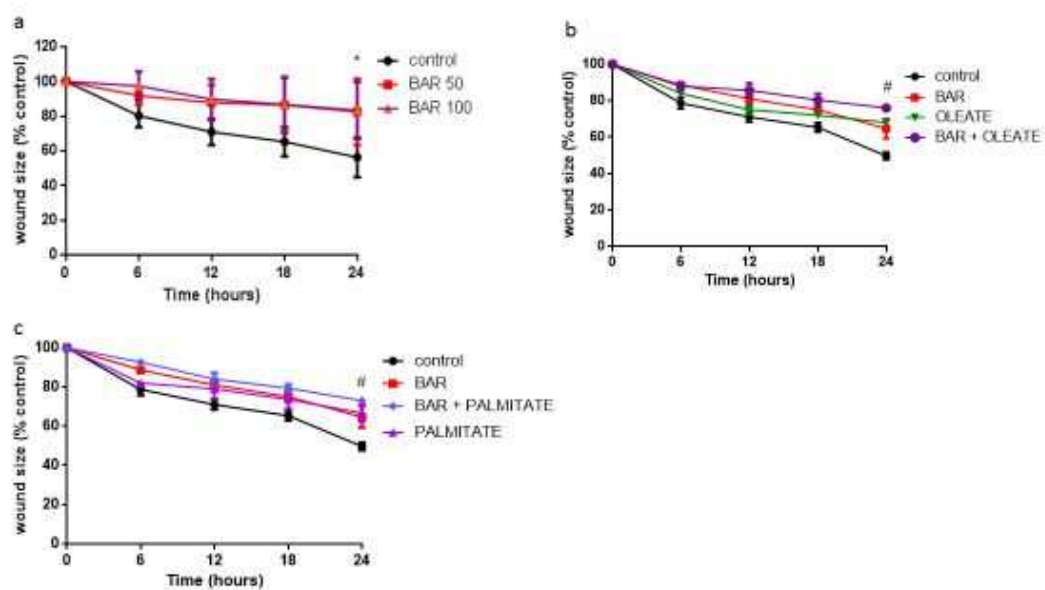 a
wound size (% control)
120
100
80
60
40
20
0
0 6 12 18 24
Time (hours)
*
control
BAR 50
BAR 100
b
wound size (% control)
100
80
60
40
20
0
0 6 12 18 24
Time (hours)
#
control
BAR
OLEATE
BAR + OLEATE
c
wound size (% control)
100
80
60
40
20
0
0 6 12 18 24
Time (hours)
#
control
BAR
BAR + PALMITATE
PALMITATE